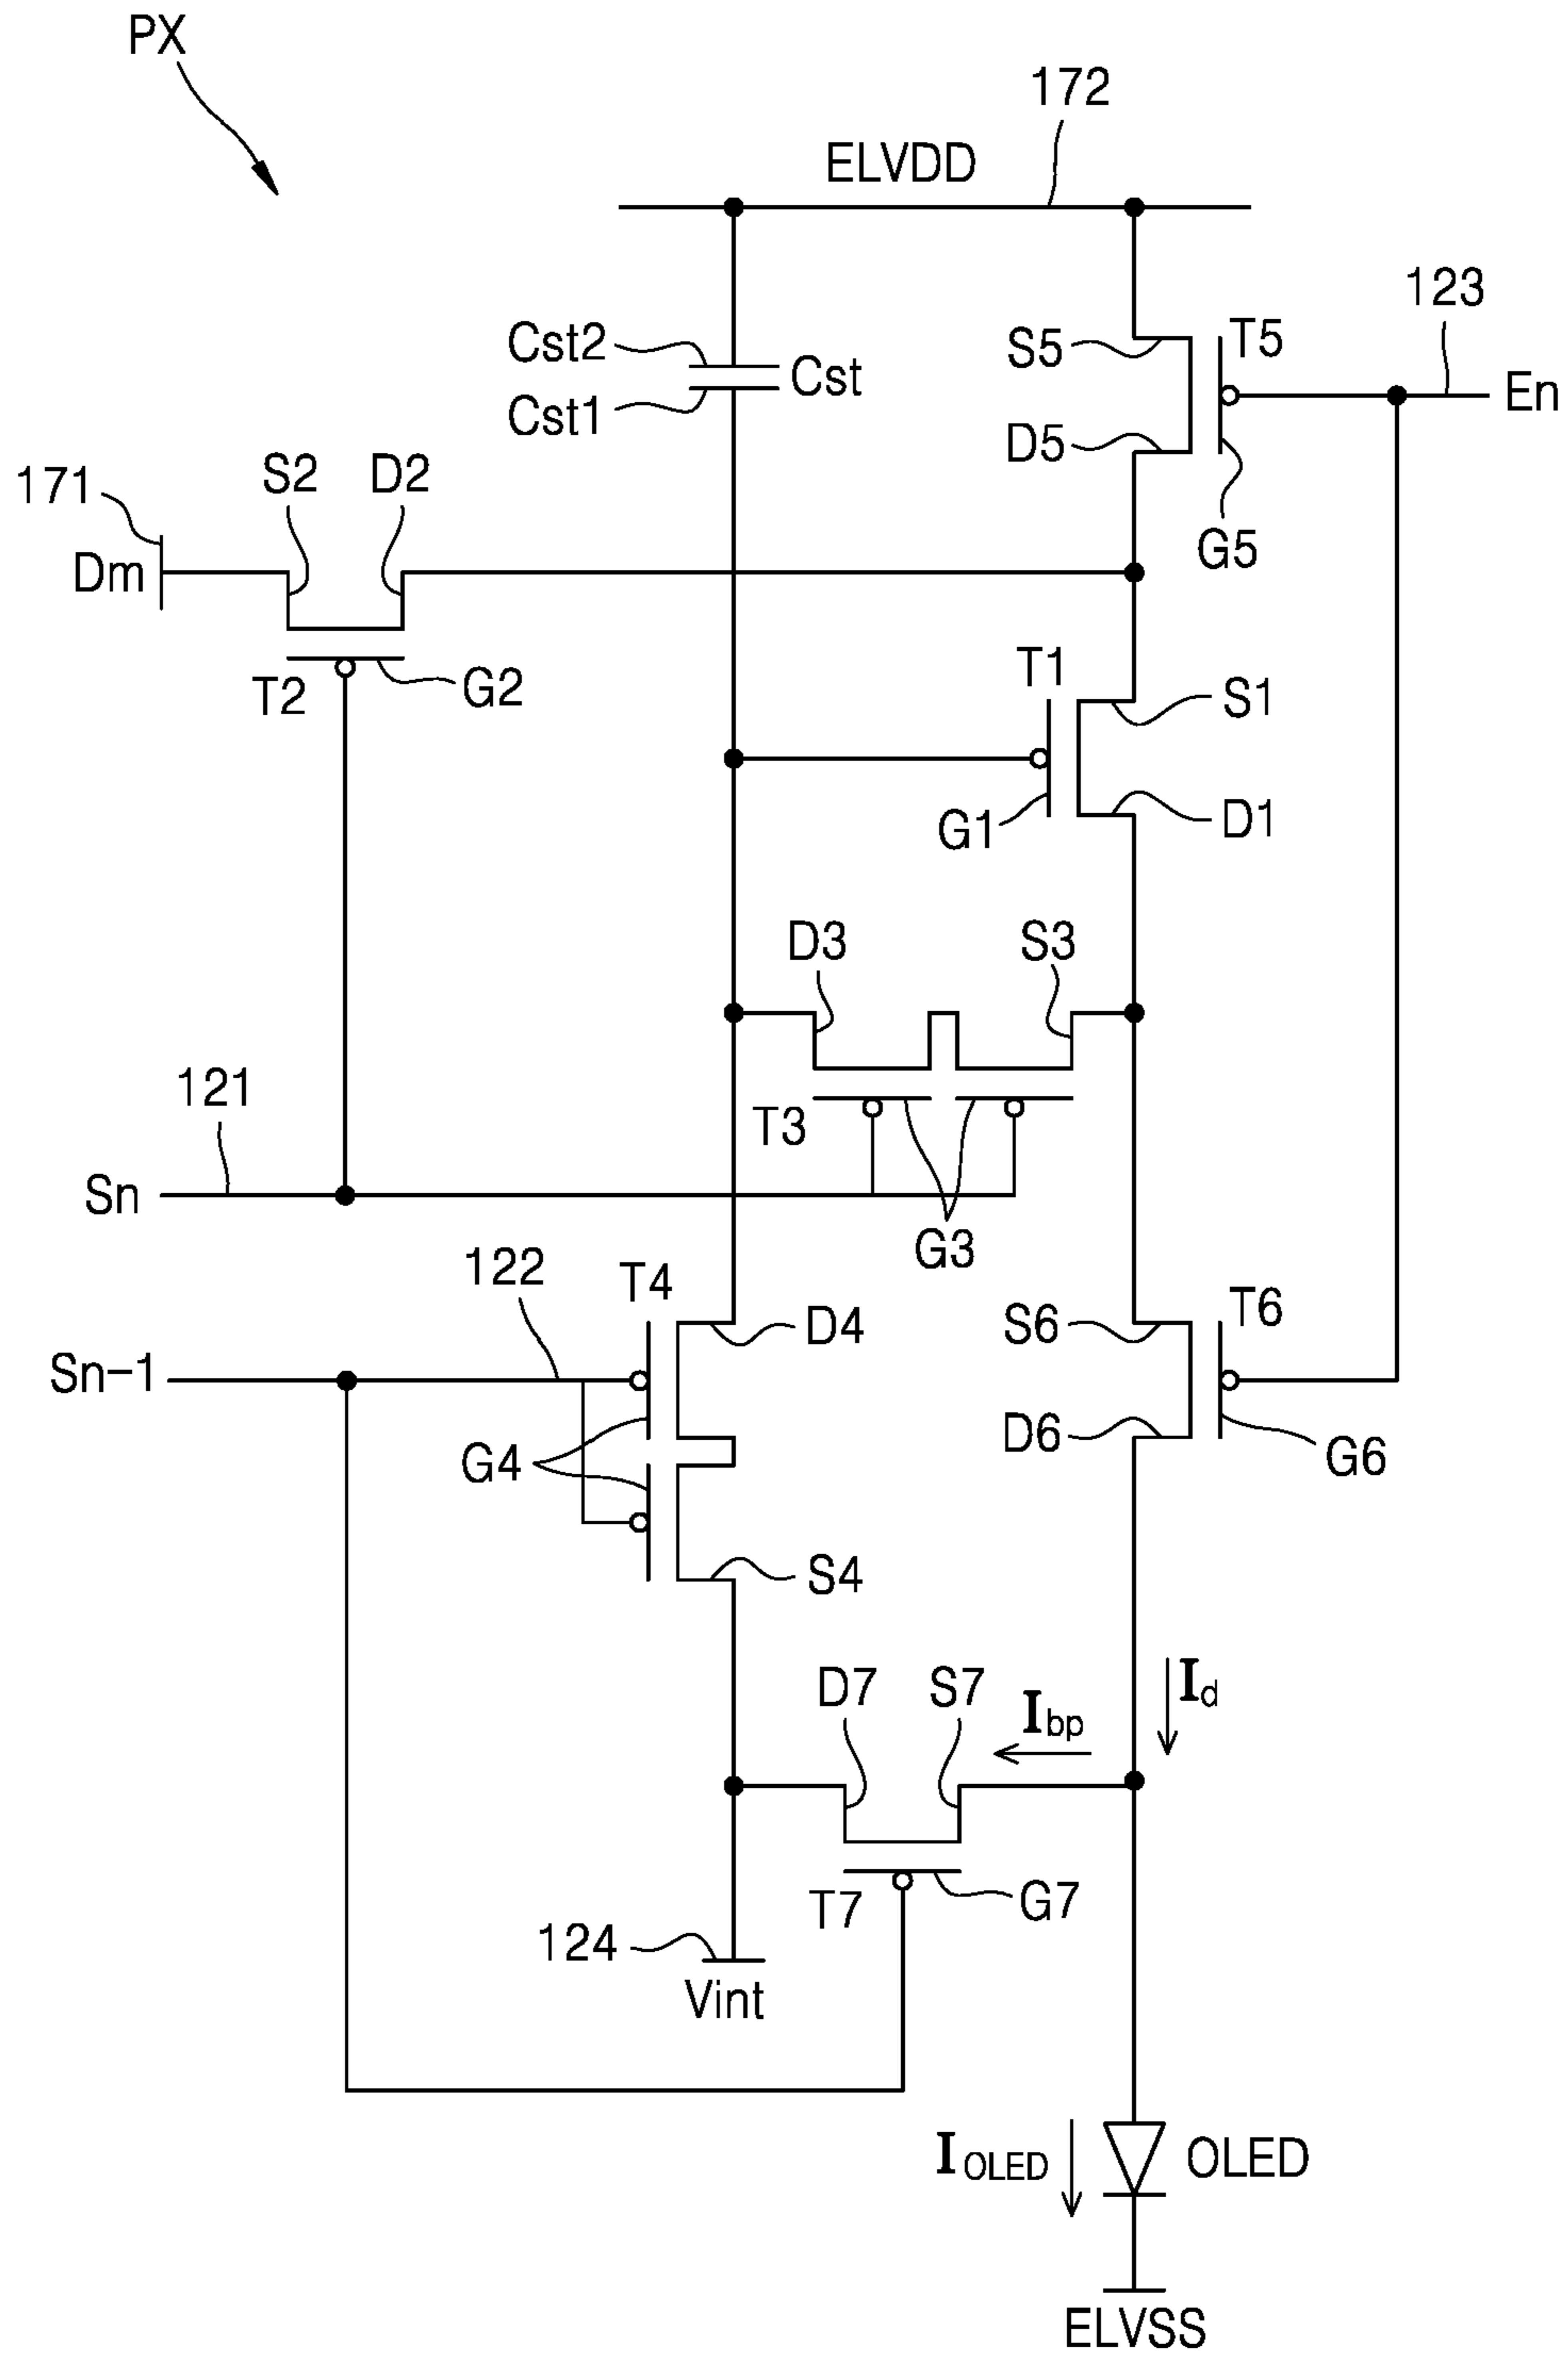 PX
172
ELVDD
123
Cst2
Cst
Cst1
S5
T5
En
D5
171
S2
D2
G5
Dm
T1
T2
G2
S1
G1
D1
D3
S3
121
T3
Sn
G3
122
T4
T6
D4
S6
Sn-1
D6
G4
G6
S4
D7
S7
Ibp
Id
T7
G7
124
Vint
IOLED
OLED
ELVSS